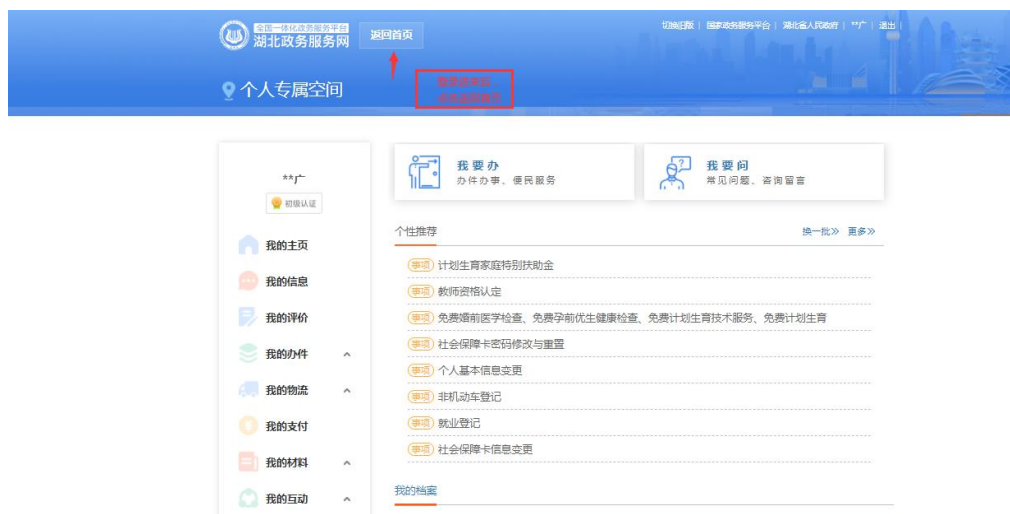 全国一体化政务服务平台
湖北政务服务网
返回首页
切换旧版 | 国家政务服务平台 | 湖北省人民政府 | **广 | 退出 |
个人专属空间
**广
初级认证
我的主页
我的信息
我的评价
我的办件
我的物流
我的支付
我的材料
我的互动
我要办
办件办事、便民服务
我要问
常见问题、咨询留言
个性推荐
换一批》 更多》
事项 计划生育家庭特别扶助金
事项 教师资格认定
事项 免费婚前医学检查、免费孕前优生健康检查、免费计划生育技术服务、免费计划生育
事项 社会保障卡密码修改与重置
事项 个人基本信息变更
事项 非机动车登记
事项 就业登记
事项 社会保障卡信息变更
我的档案